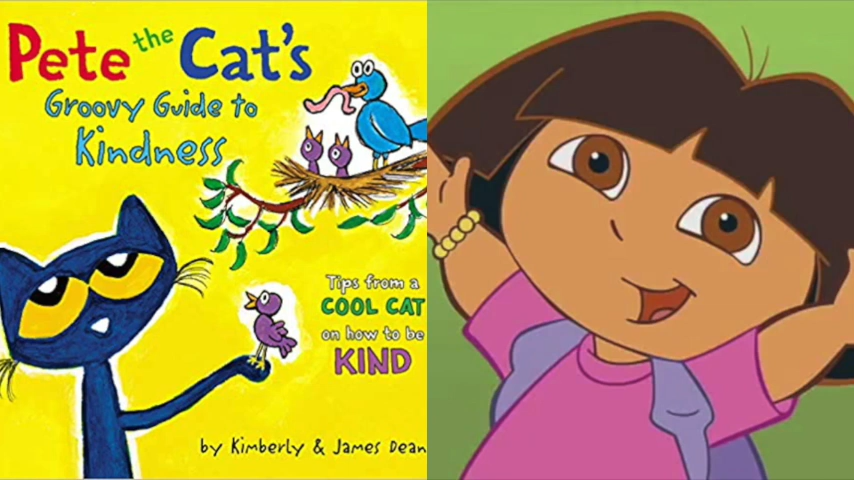 Pete the Cat's
Groovy Guide to
Kindness
Tips from a
COOL CAT
on how to be
KIND
by Kimberly & James Dean